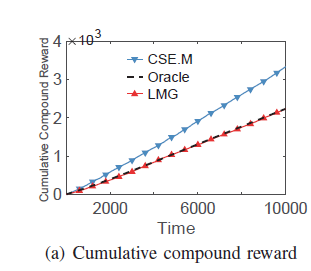 ×10³
Cumulative Compound Reward
4
3
2
1
0
CSE.M
Oracle
LMG
2000 6000 10000
Time
(a) Cumulative compound reward